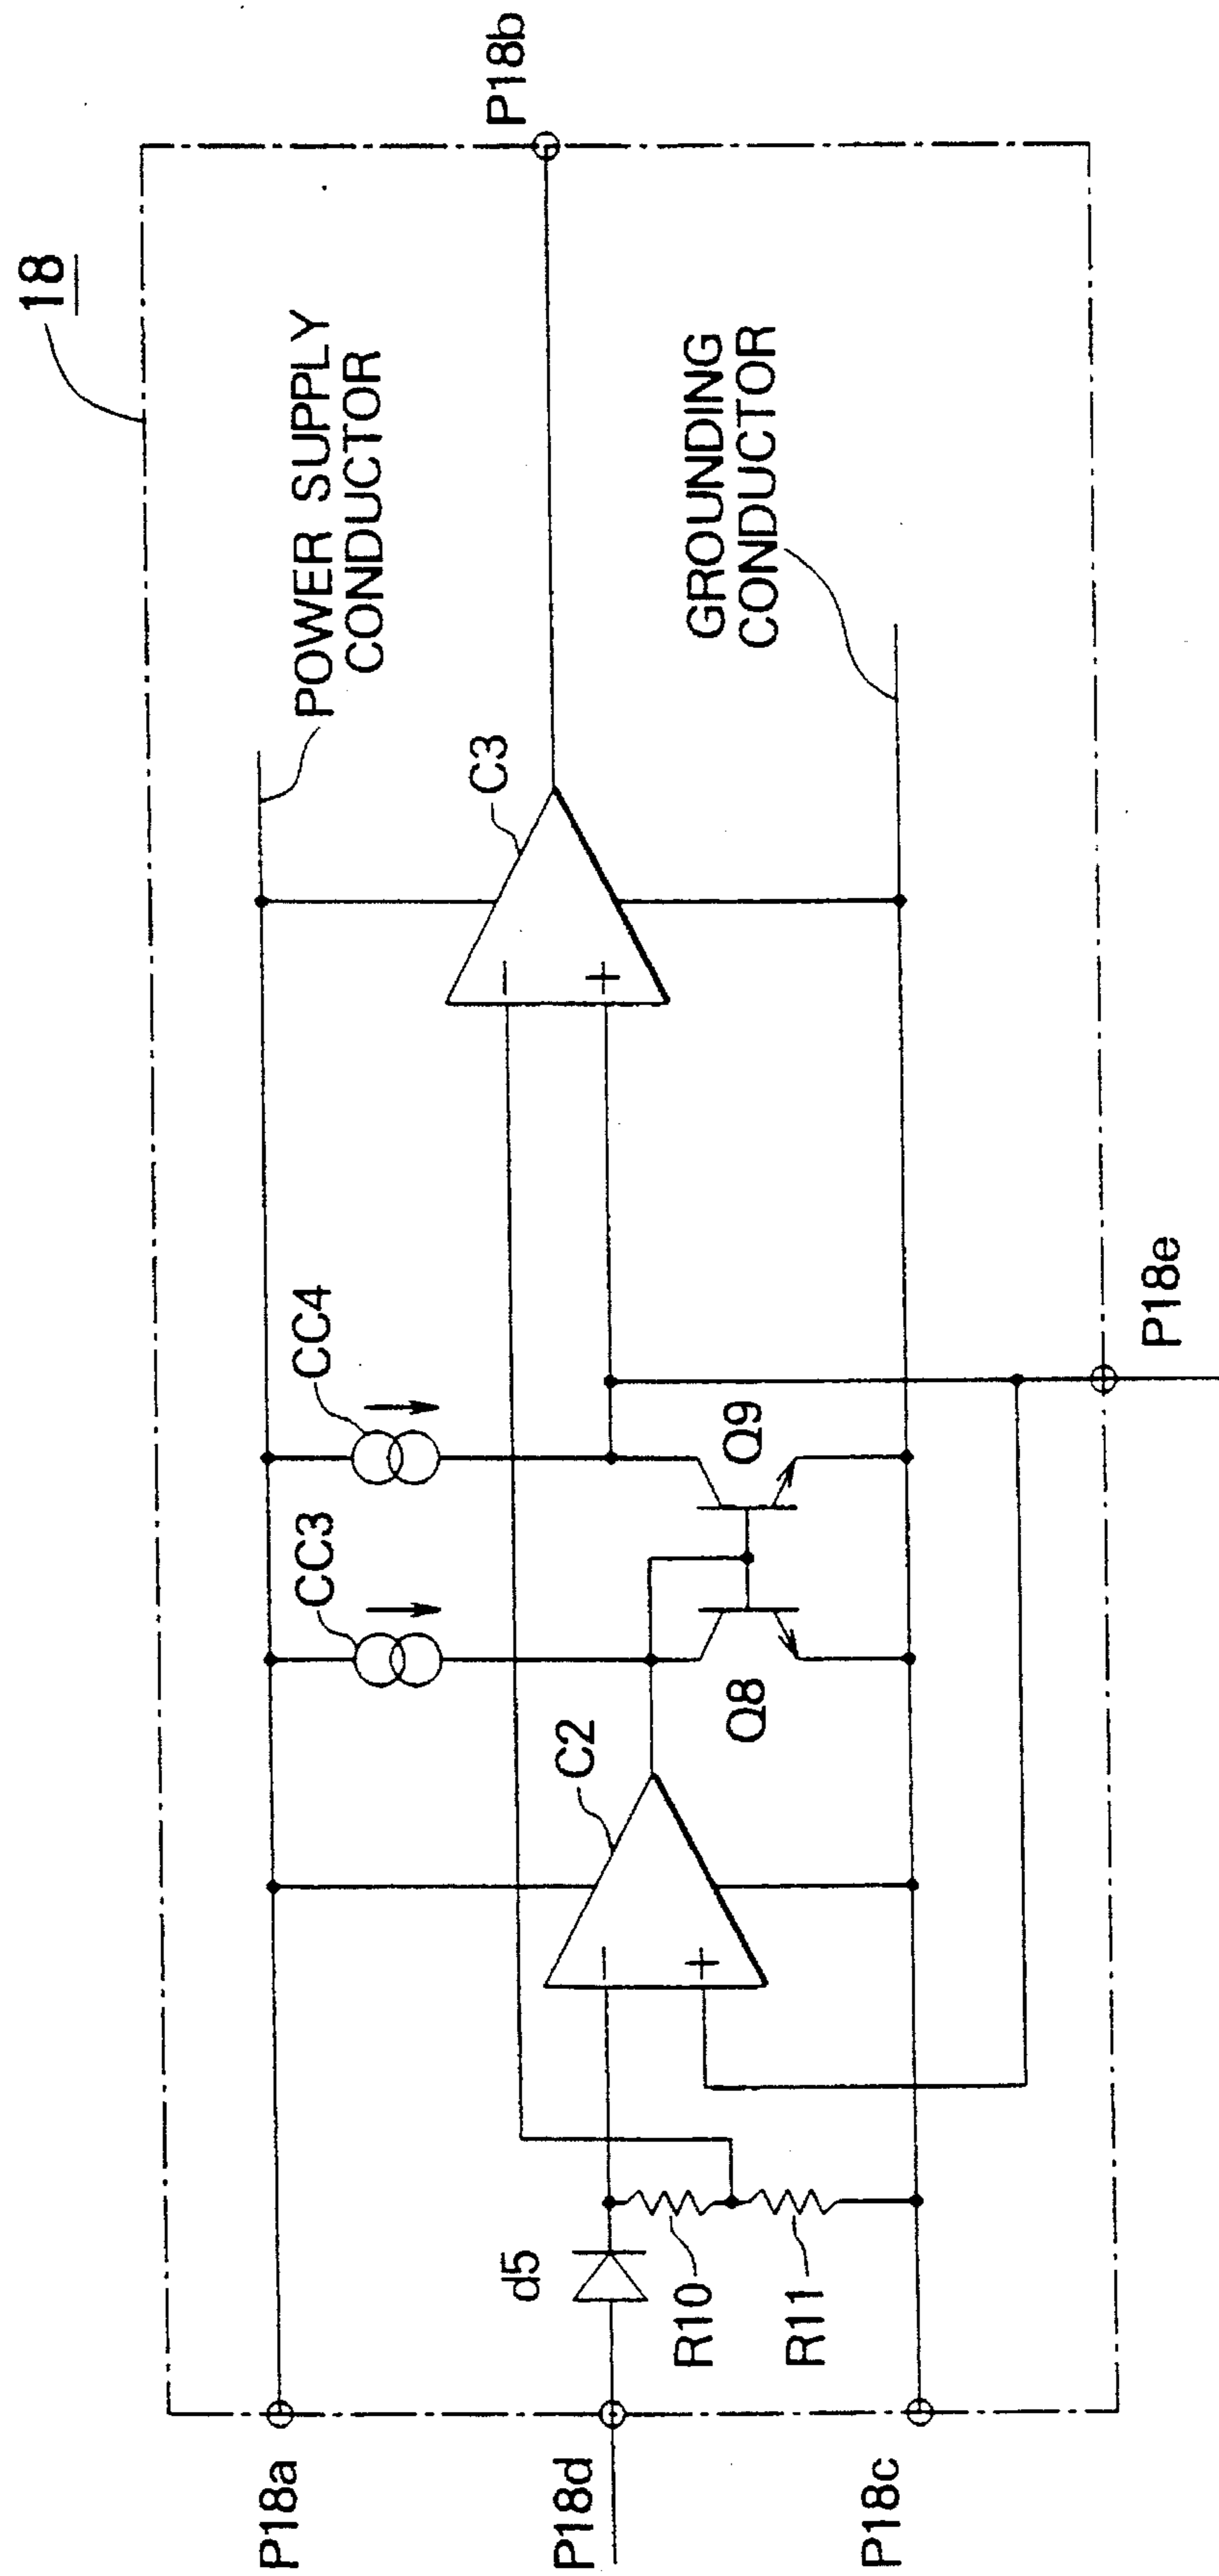 18
P18a
P18d
P18c
P18b
P18e
POWER SUPPLY
CONDUCTOR
GROUNDING
CONDUCTOR
d5
R10
R11
C2
CC3
CC4
Q8
Q9
C3
−
+
−
+